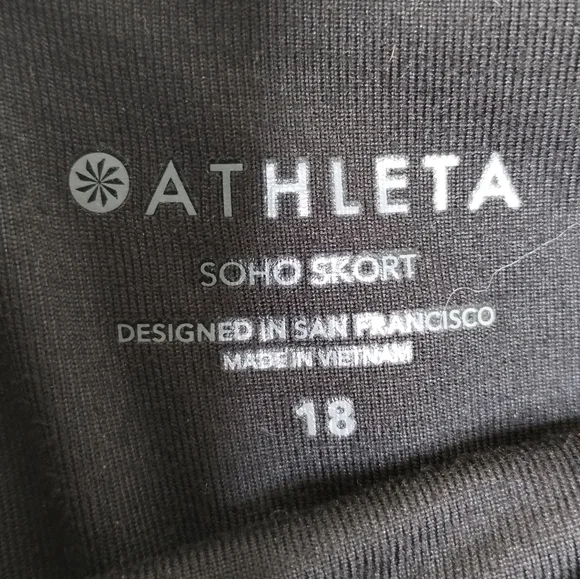 ATHLETA
SOHO SKORT
DESIGNED IN SAN FRANCISCO
MADE IN VIETNAM
18